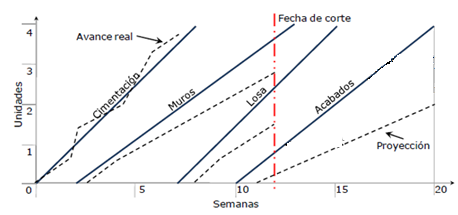 Fecha de corte
Avance real
Cimentación
Muros
Losa
Acabados
Proyección
Unidades
4
3
2
1
0
0
5
10
15
20
Semanas